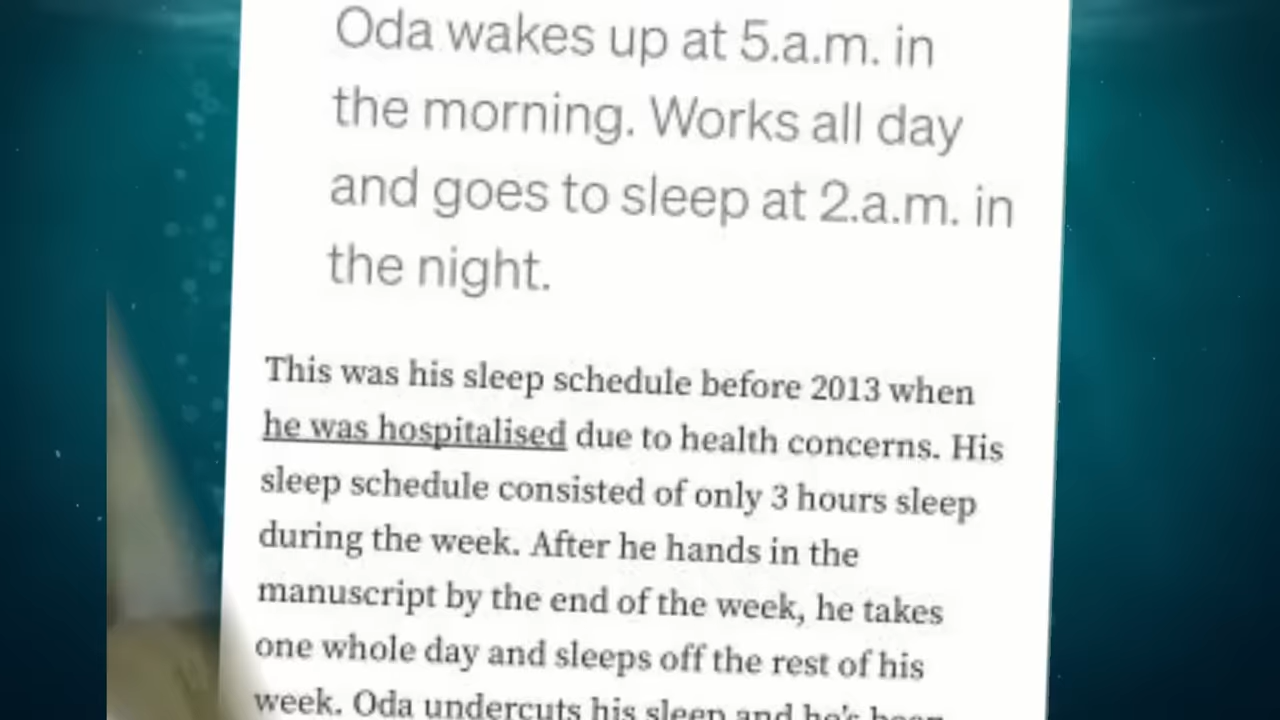 Oda wakes up at 5.a.m. in
the morning. Works all day
and goes to sleep at 2.a.m. in
the night.
This was his sleep schedule before 2013 when
he was hospitalised due to health concerns. His
sleep schedule consisted of only 3 hours sleep
during the week. After he hands in the
manuscript by the end of the week, he takes
one whole day and sleeps off the rest of his
week. Oda undercuts his sleep and he's been